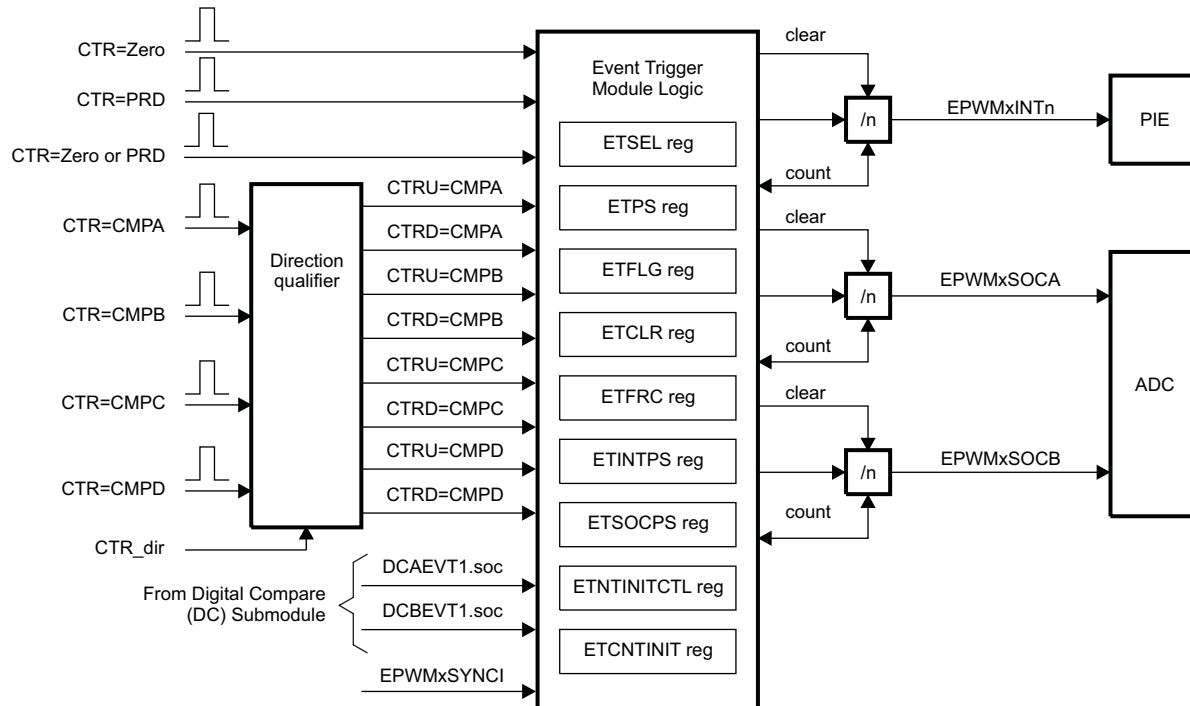 CTR=Zero
CTR=PRD
CTR=Zero or PRD
CTR=CMPA
CTR=CMPB
CTR=CMPC
CTR=CMPD
CTR_dir
Direction
qualifier
CTRU=CMPA
CTRD=CMPA
CTRU=CMPB
CTRD=CMPB
CTRU=CMPC
CTRD=CMPC
CTRU=CMPD
CTRD=CMPD
From Digital Compare
(DC) Submodule
DCAEVT1.soc
DCBEVT1.soc
EPWMxSYNCI
Event Trigger
Module Logic
ETSEL reg
ETPS reg
ETFLG reg
ETCLR reg
ETFRC reg
ETINTPS reg
ETSOCPS reg
ETNTINITCTL reg
ETCNTINIT reg
clear
/n
count
EPWMxINTn
PIE
clear
/n
count
EPWMxSOCA
clear
/n
count
EPWMxSOCB
ADC